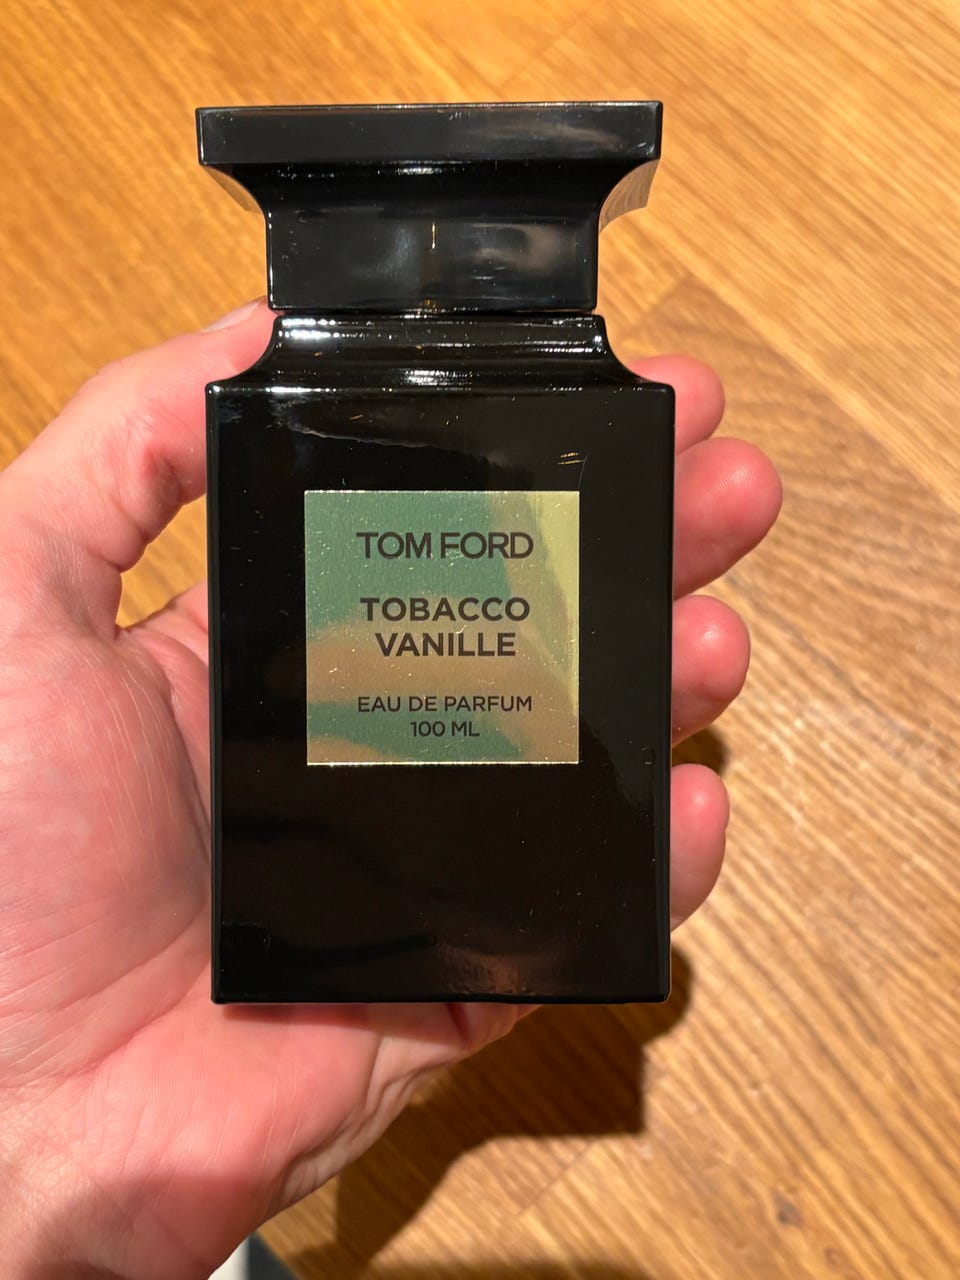 TOM FORD
TOBACCO
VANILLE
EAU DE PARFUM
100 ML